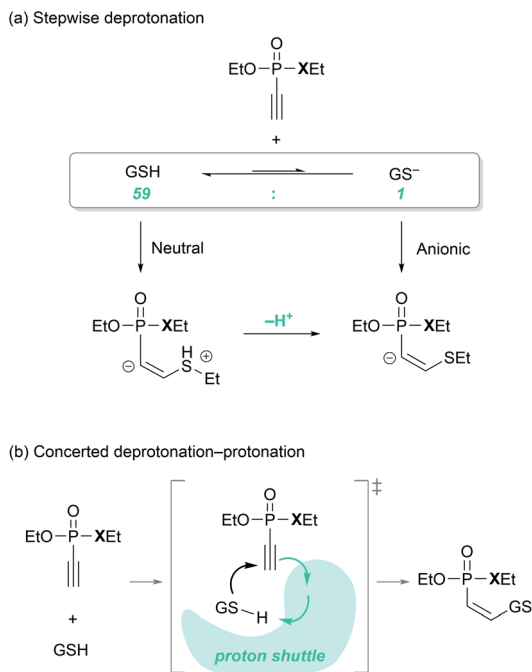 (a) Stepwise deprotonation
O
EtO P XEt
+
GSH GS−
59 : 1
Neutral Anionic
O O
EtO P XEt −H+ EtO P XEt
H
⊖ S ⊕ ⊖ SEt
Et
(b) Concerted deprotonation–protonation
‡
O
EtO P XEt
O
EtO P XEt
O
EtO P XEt
+ GS H GS
GSH
proton shuttle